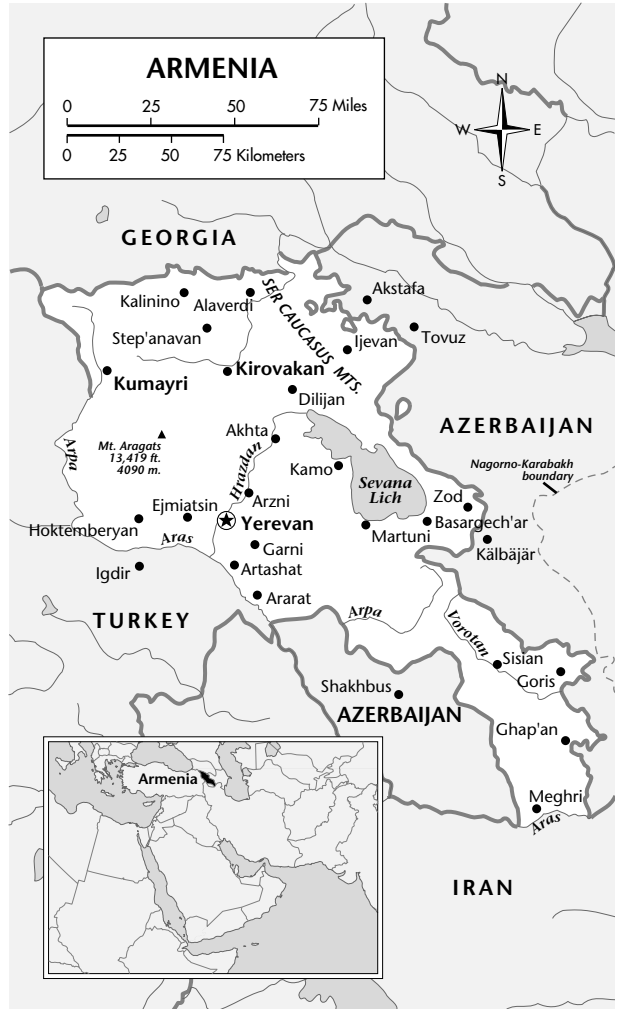 ARMENIA
0 25 50 75 Miles
0 25 50 75 Kilometers
N
W E
S
GEORGIA
Kalinino
Alaverdi
SER CAUCASUS MTS.
Akstafa
Step'anavan
Ijevan
Tovuz
Kumayri
Kirovakan
Dilijan
AZERBAIJAN
Arpa
Mt. Aragats
13,419 ft.
4090 m.
Akhta
Hrazdan
Kamo
Sevana
Lich
Nagorno-Karabakh
boundary
Zod
Arzni
Ejmiatsin
Hoktemberyan
Yerevan
Basargech'ar
Martuni
Kälbäjär
Aras
Garni
Igdir
Artashat
Ararat
TURKEY
Arpa
Vorotan
Sisian
Goris
Shakhbus
AZERBAIJAN
Ghap'an
Armenia
Meghri
Aras
IRAN